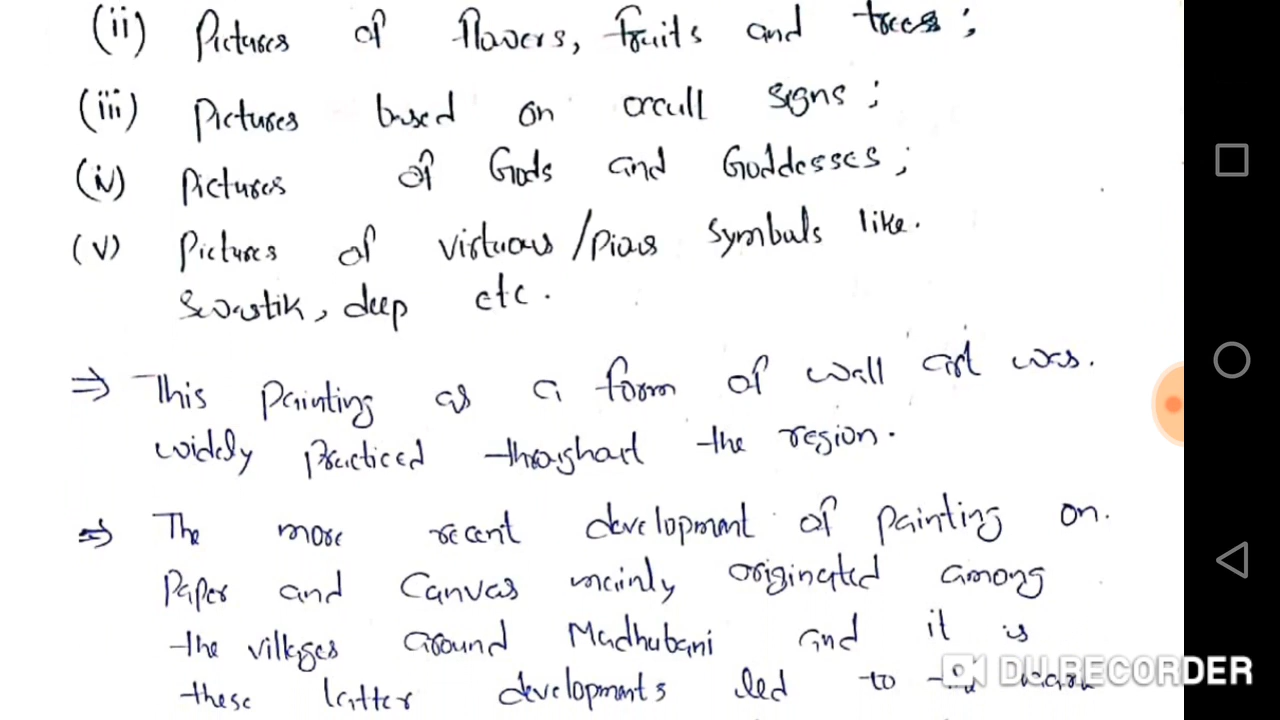 (ii) Pictures of flavers, fruits and trees ;
(iii) Pictures based on occull signs ;
(iv) Pictures of Gods and Goddesses ;
(v) Pictures of virtuous /pious symbuls like.
Swastik, deep etc.
⇒ This Painting as a form of wall art was.
widely practiced throughout the region.
⇒ The more recent development of painting on.
Paper and Canvas mainly originated among
the villages around Madhubani and it is
these latter developments led to
DU RECORDER